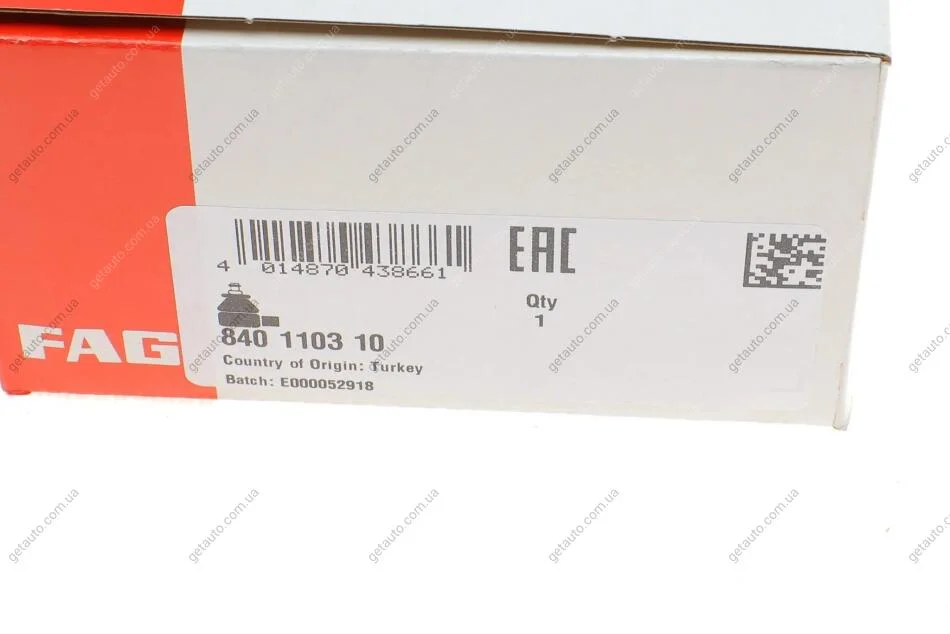 EAC
4 014870 438661
Qty
1
FAG
840 1103 10
Country of Origin: Turkey
Batch: E000052918
getauto.com.ua